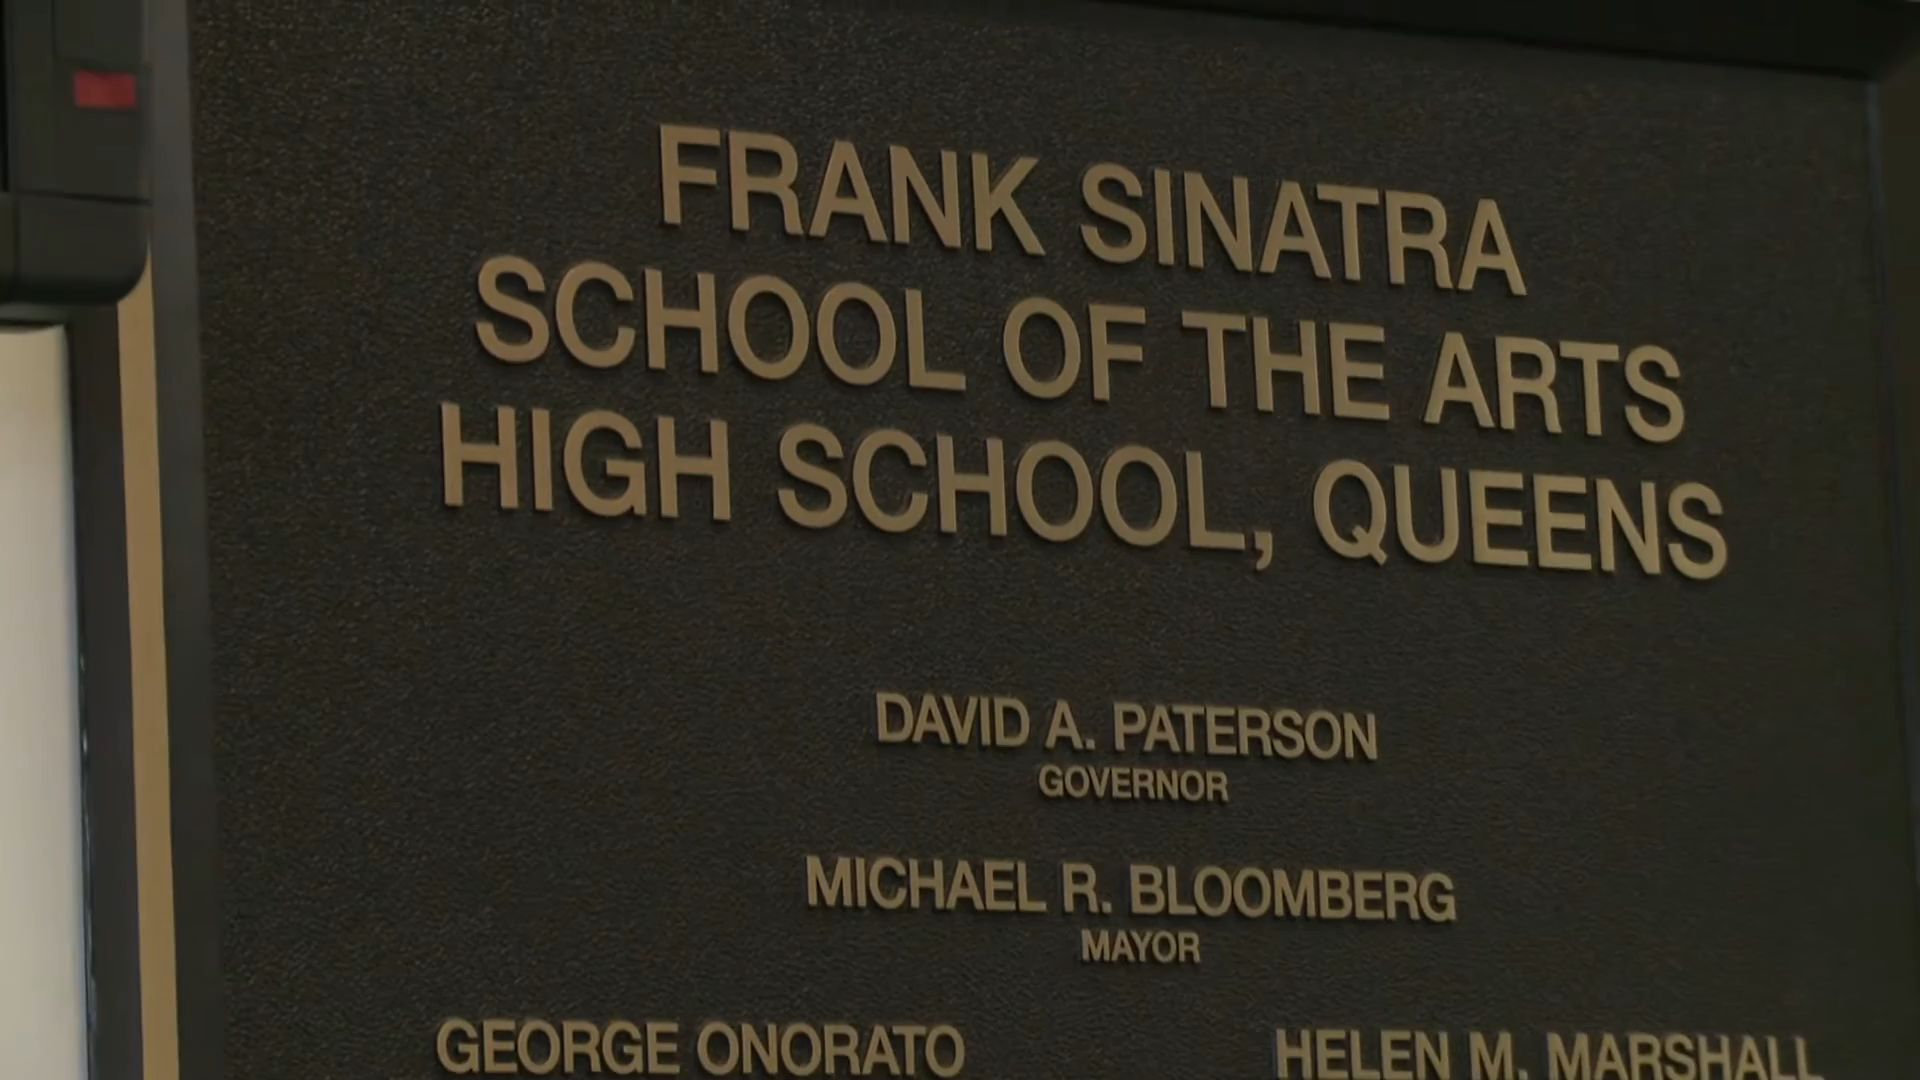 FRANK SINATRA
SCHOOL OF THE ARTS
HIGH SCHOOL, QUEENS
DAVID A. PATERSON
GOVERNOR
MICHAEL R. BLOOMBERG
MAYOR
GEORGE ONORATO HELEN M. MARSHALL